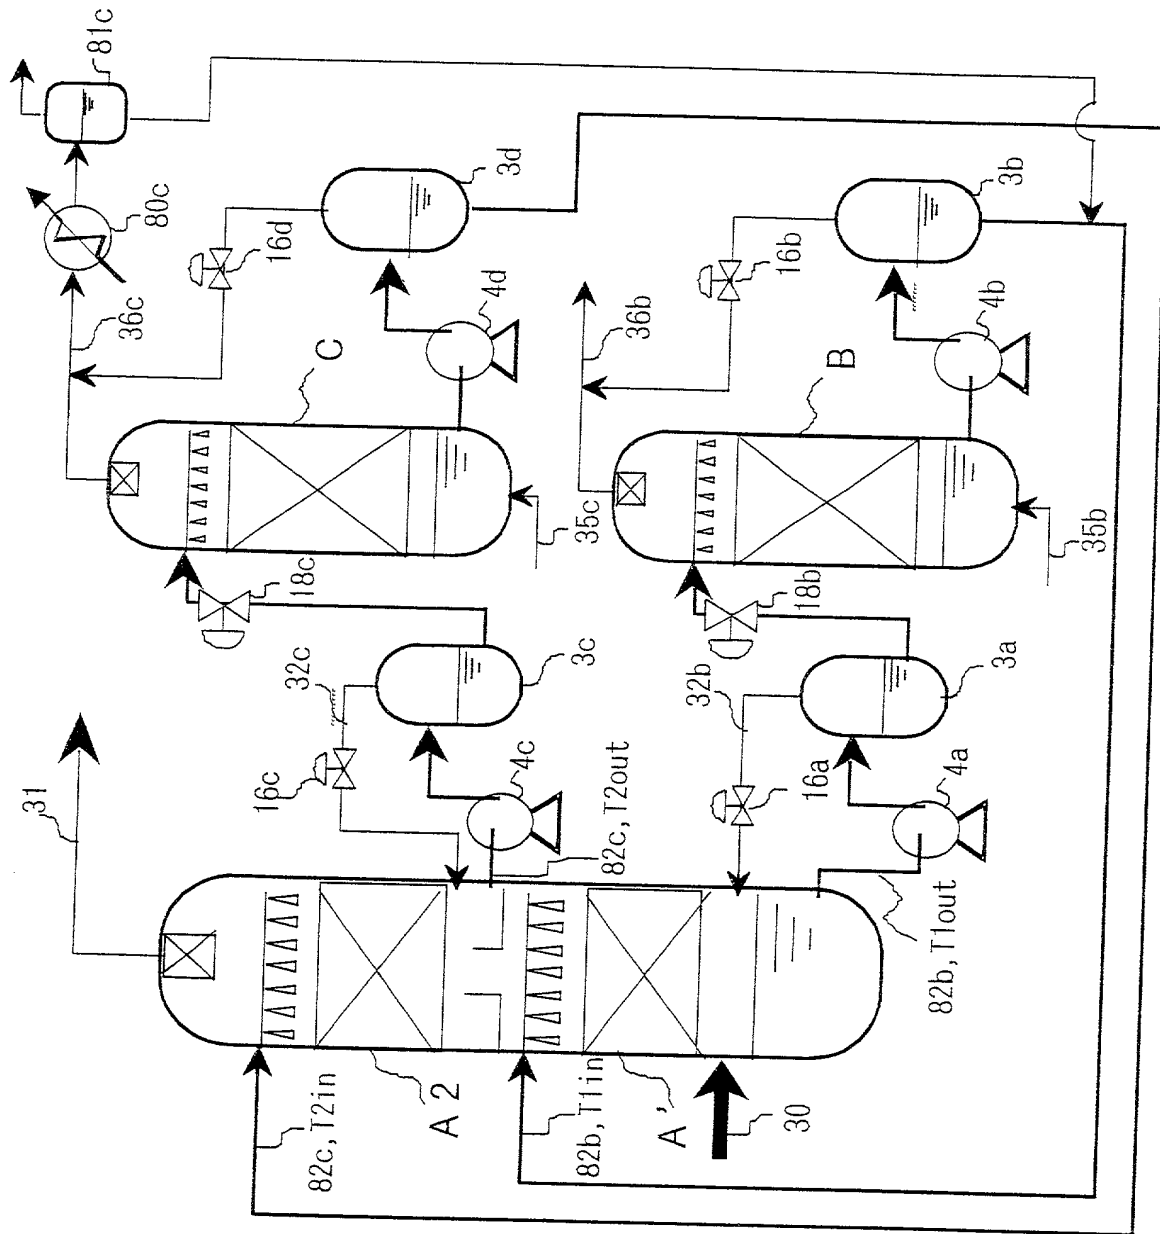 81c
80c
36c
16d
3d
4d
C
35c
18c
32c
3c
16c
4c
82c, T2out
31
A 2
82c, T2in
36b
16b
3b
4b
B
35b
18b
32b
3a
16a
4a
82b, T1out
82b, T1in
A '
30